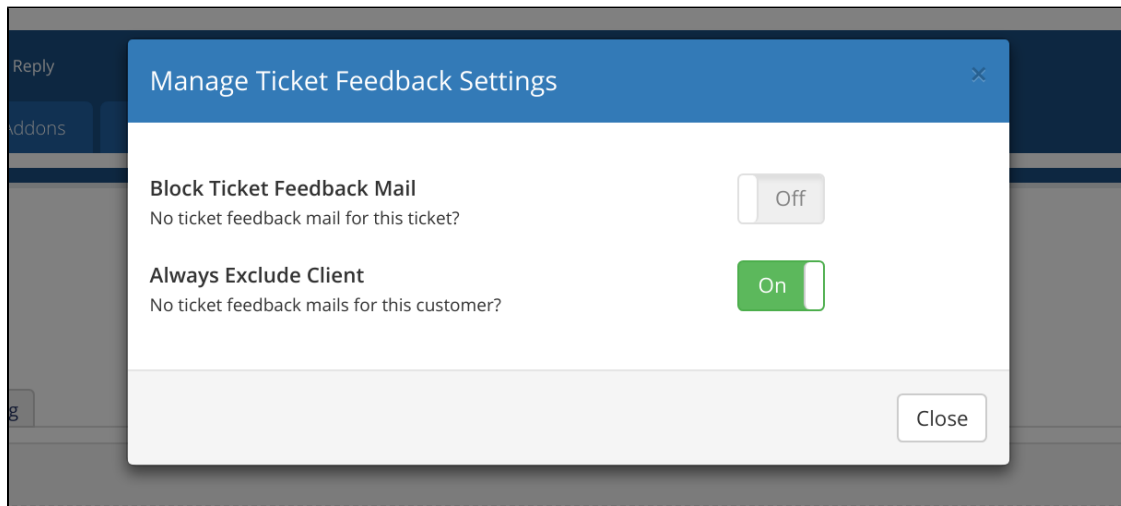 Reply
Manage Ticket Feedback Settings
×
Addons
Block Ticket Feedback Mail
No ticket feedback mail for this ticket?
Off
Always Exclude Client
No ticket feedback mails for this customer?
On
g
Close